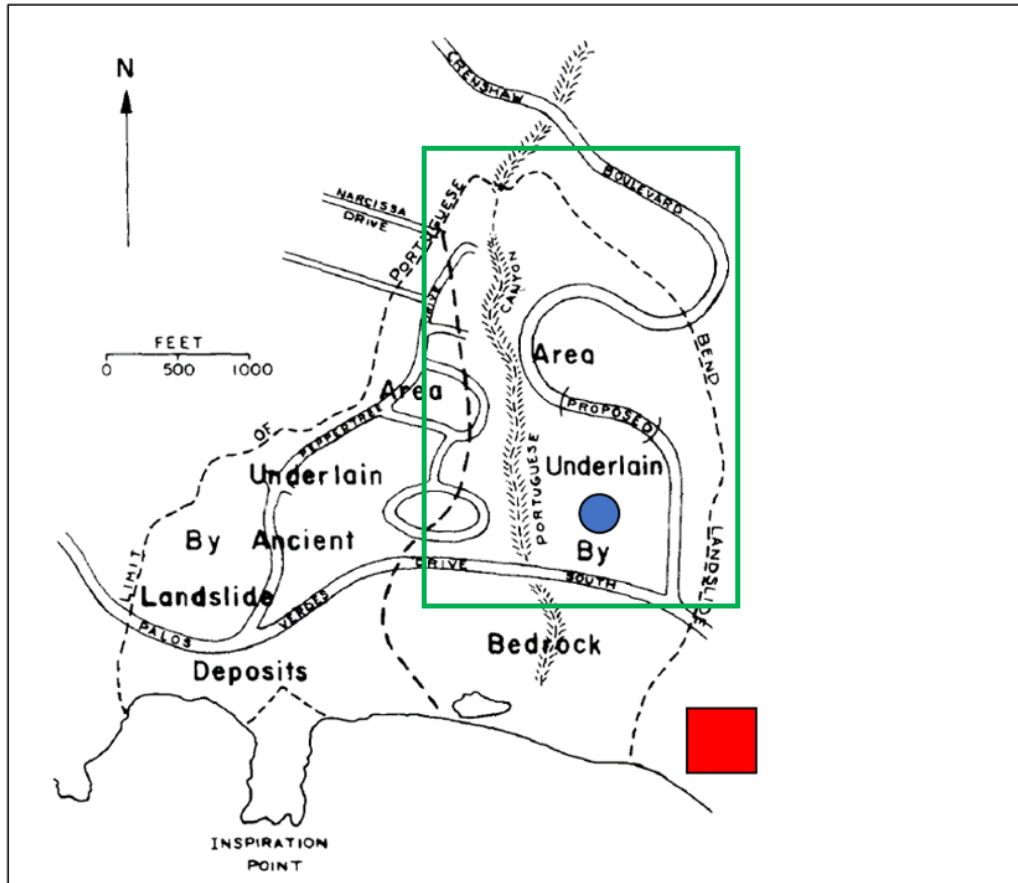 N
CRENSHAW
BOULEVARD
NARCISSA
DRIVE
PORTUGUESE
CANYON
DRIVE
FEET
0 500 1000
BEND
Area
(PROPOSED)
Area
OF
PEPPERTREE
Underlain
Underlain
PORTUGUESE
By Ancient
By
LANDSLIDE
LIMIT
DRIVE
SOUTH
Landslide
PALOS
VERGES
Bedrock
Deposits
INSPIRATION
POINT